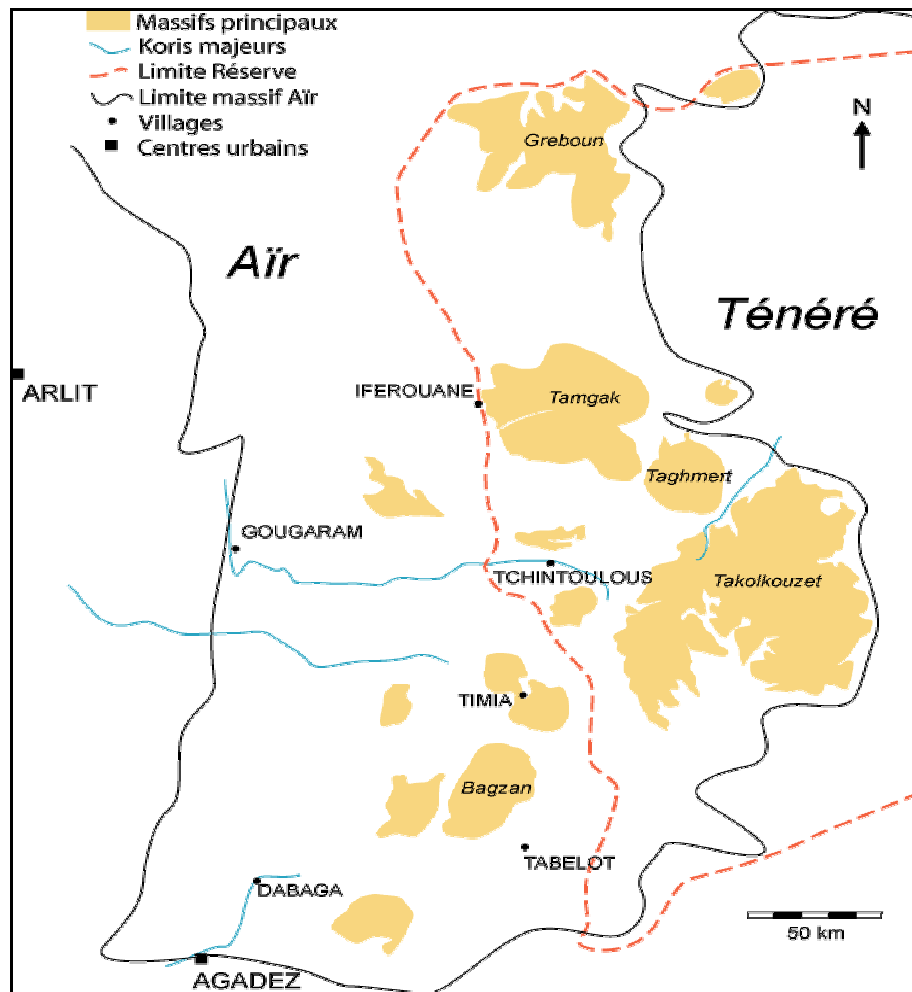 Massifs principaux
Koris majeurs
Limite Réserve
Limite massif Aïr
Villages
Centres urbains
N
Greboun
Aïr
Ténéré
ARLIT
IFEROUANE
Tamgak
Taghmert
GOUGARAM
TCHINTOULOUS
Takolkouzet
TIMIA
Bagzan
TABELOT
DABAGA
50 km
AGADEZ